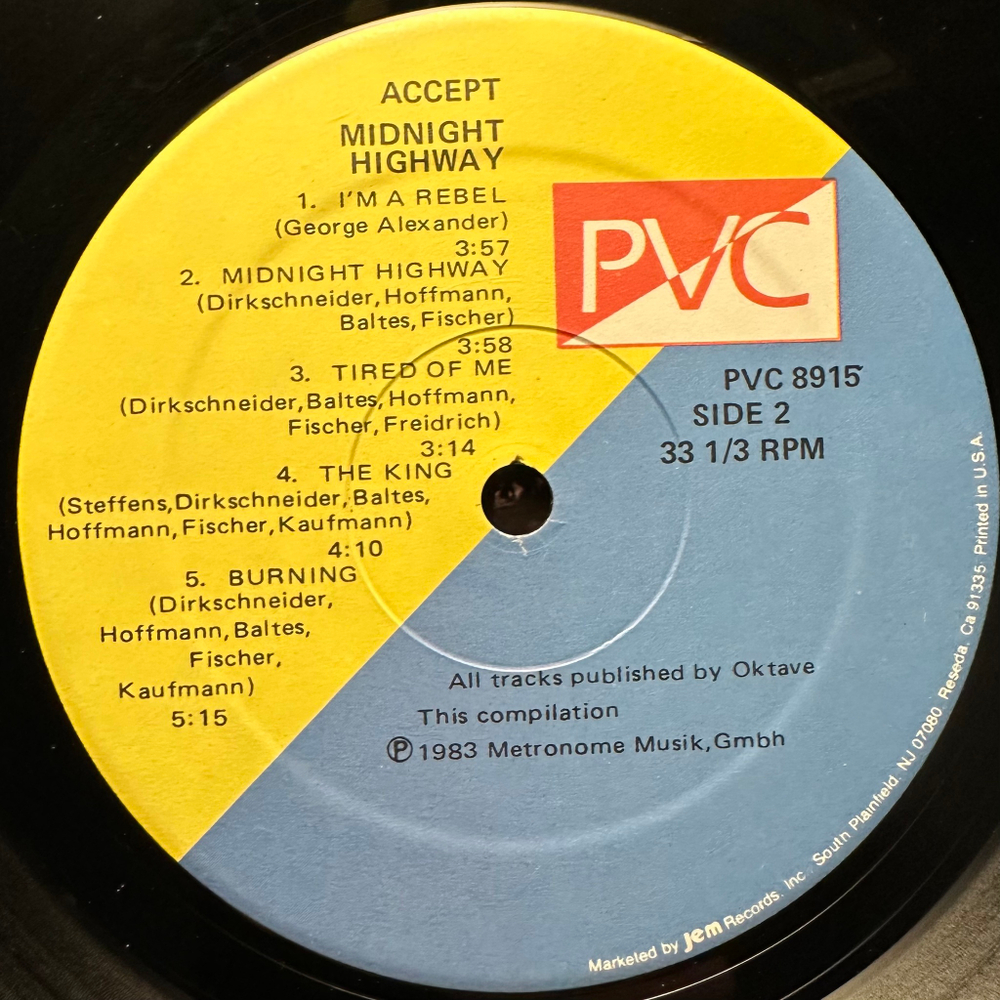 ACCEPT
MIDNIGHT
HIGHWAY
1. I'M A REBEL
(George Alexander)
3:57
2. MIDNIGHT HIGHWAY
(Dirkschneider, Hoffmann,
Baltes, Fischer)
3:58
3. TIRED OF ME
(Dirkschneider, Baltes, Hoffmann,
Fischer, Freidrich)
3:14
4. THE KING
(Steffens, Dirkschneider, Baltes,
Hoffmann, Fischer, Kaufmann)
4:10
5. BURNING
(Dirkschneider,
Hoffmann, Baltes,
Fischer,
Kaufmann)
5:15
PVC
PVC 8915
SIDE 2
33 1/3 RPM
All tracks published by Oktave
This compilation
℗ 1983 Metronome Musik, Gmbh
Marketed by Jem Records, Inc. South Plainfield, NJ 07080 Reseda, Ca 91335 Printed in U.S.A.